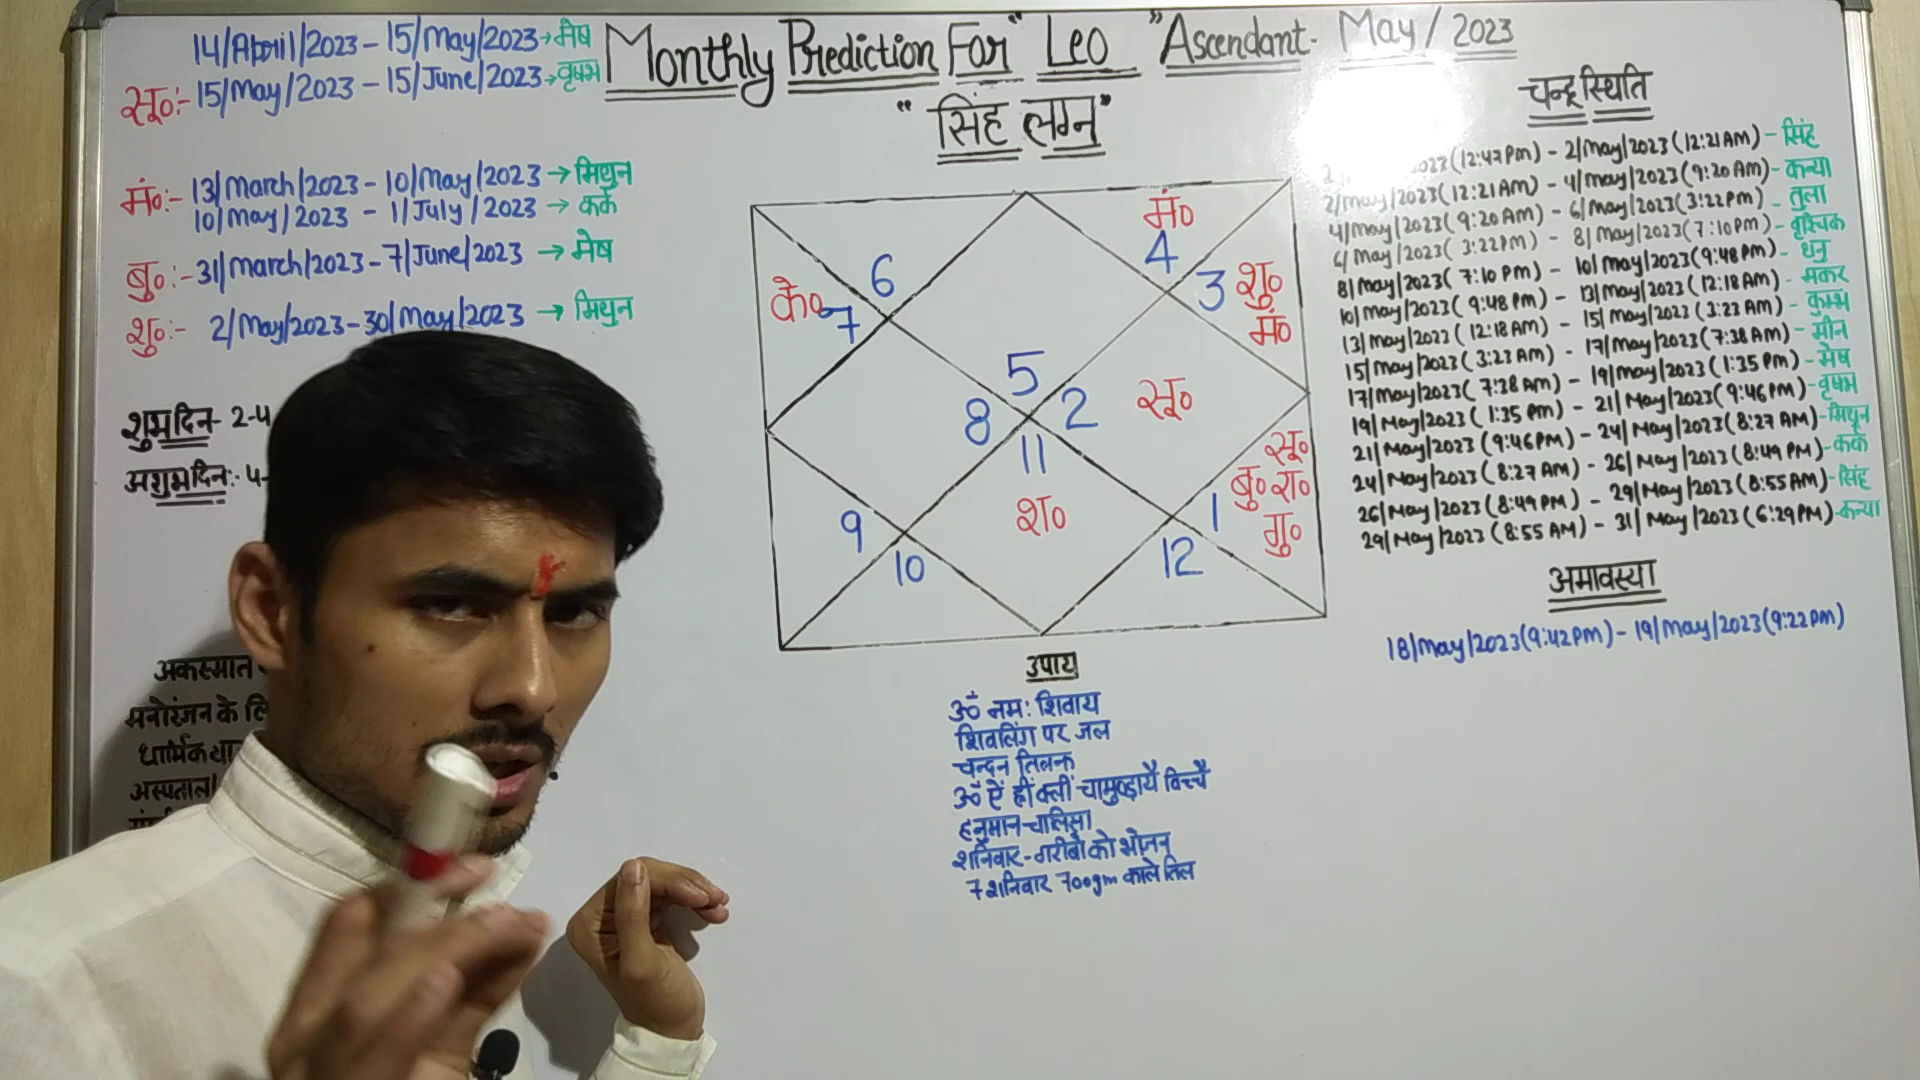 14/April/2023 - 15/May/2023 → मेष
सू०:- 15/May/2023 - 15/June/2023 → वृषभ
Monthly Prediction For "Leo" Ascendant. May/2023
"सिंह लग्न"
मं०:- 13/March/2023 - 10/May/2023 → मिथुन
10/May/2023 - 1/July/2023 → कर्क
बु०:- 31/March/2023 - 7/June/2023 → मेष
शु०:- 2/May/2023 - 30/May/2023 → मिथुन
शुभ दिन- 2-4
अशुभ दिन:- 4-
अकस्मात
मनोरंजन के लि
धार्मिक या
अस्पताल
मं०
4
6
3 शु०
के०
7
मं०
5
2 सू०
8
11
सू०
बु० रा०
श०
1
गु०
9
10
12
उपाय
ॐ नमः शिवाय
शिवलिंग पर जल
चन्दन तिलक
ॐ ऐं ह्रीं क्लीं चामुण्डायै विच्चै
हनुमान चालिसा
शनिवार - गरीबो को भोजन
7 शनिवार 700gm काले तिल
चन्द्र स्थिति
(12:47 Pm) - 2/May/2023 (12:21 AM) - सिंह
2/May/2023 (12:21 AM) - 4/May/2023 (9:20 AM) - कन्या
4/May/2023 (9:20 AM) - 6/May/2023 (3:22 PM) - तुला
6/May/2023 (3:22 PM) - 8/May/2023 (7:10 PM) - वृश्चिक
8/May/2023 (7:10 PM) - 10/May/2023 (9:48 PM) - धनु
10/May/2023 (9:48 PM) - 13/May/2023 (12:18 AM) - मकर
13/May/2023 (12:18 AM) - 15/May/2023 (3:23 AM) - कुम्भ
15/May/2023 (3:23 AM) - 17/May/2023 (7:38 AM) - मीन
17/May/2023 (7:38 AM) - 19/May/2023 (1:35 PM) - मेष
19/May/2023 (1:35 PM) - 21/May/2023 (9:46 PM) - वृषभ
21/May/2023 (9:46 PM) - 24/May/2023 (8:27 AM) - मिथुन
24/May/2023 (8:27 AM) - 26/May/2023 (8:49 PM) - कर्क
26/May/2023 (8:49 PM) - 29/May/2023 (8:55 AM) - सिंह
29/May/2023 (8:55 AM) - 31/May/2023 (6:29 PM) - कन्या
अमावस्या
18/May/2023 (9:42 PM) - 19/May/2023 (9:22 PM)